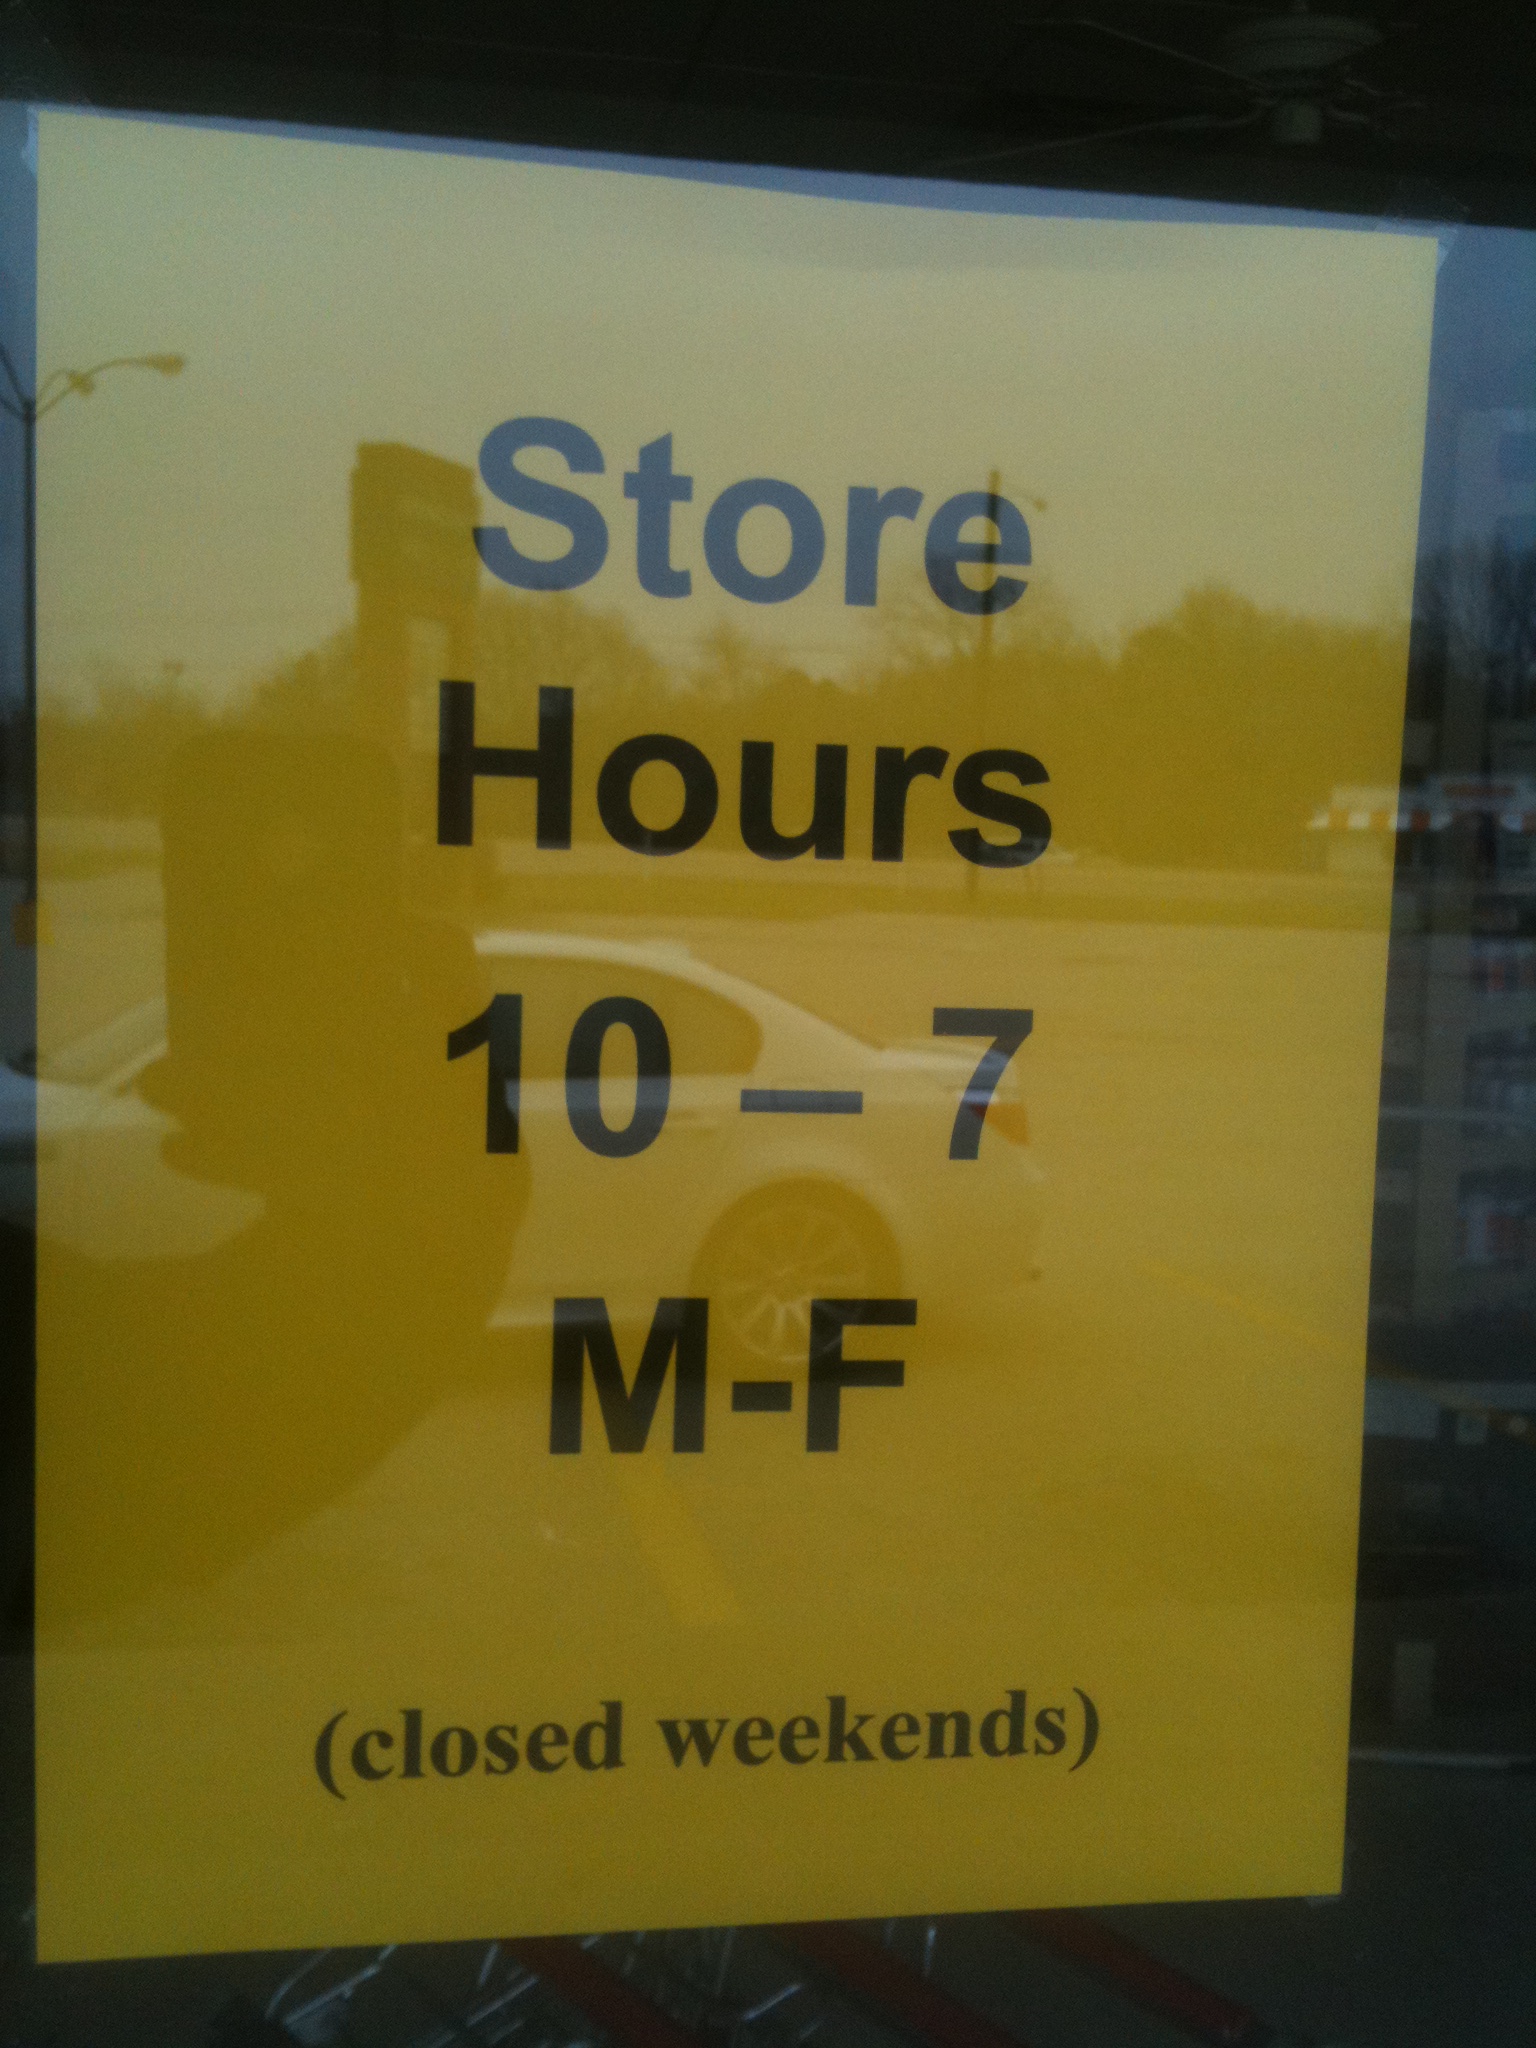 Store
Hours
10 – 7
M-F
(closed weekends)